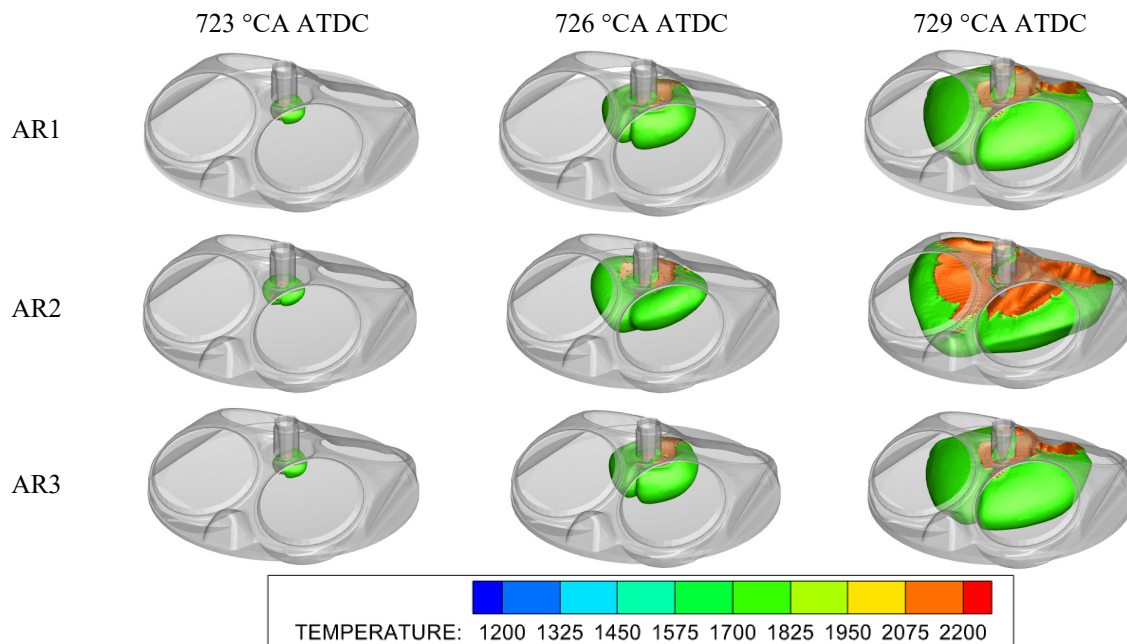 723 °CA ATDC 726 °CA ATDC 729 °CA ATDC
AR1
AR2
AR3
TEMPERATURE: 1200 1325 1450 1575 1700 1825 1950 2075 2200